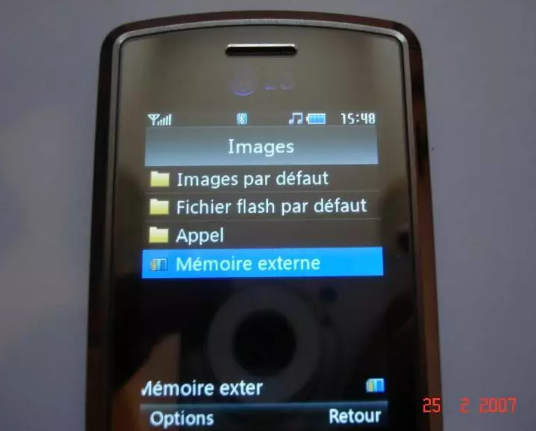 LG
15:48
Images
Images par défaut
Fichier flash par défaut
Appel
Mémoire externe
Mémoire exter
Options Retour
25 2 2007